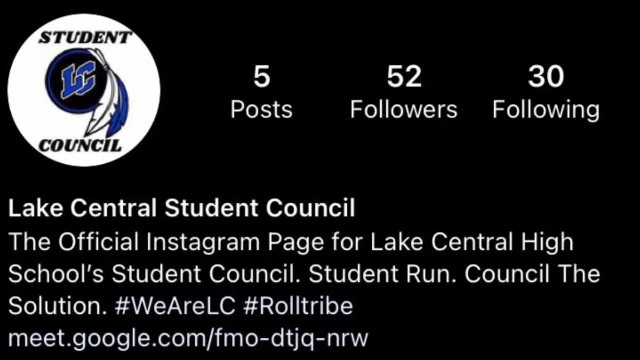 STUDENT
LC
COUNCIL
5 52 30
Posts Followers Following
Lake Central Student Council
The Official Instagram Page for Lake Central High
School’s Student Council. Student Run. Council The
Solution. #WeAreLC #Rolltribe
meet.google.com/fmo-dtjq-nrw